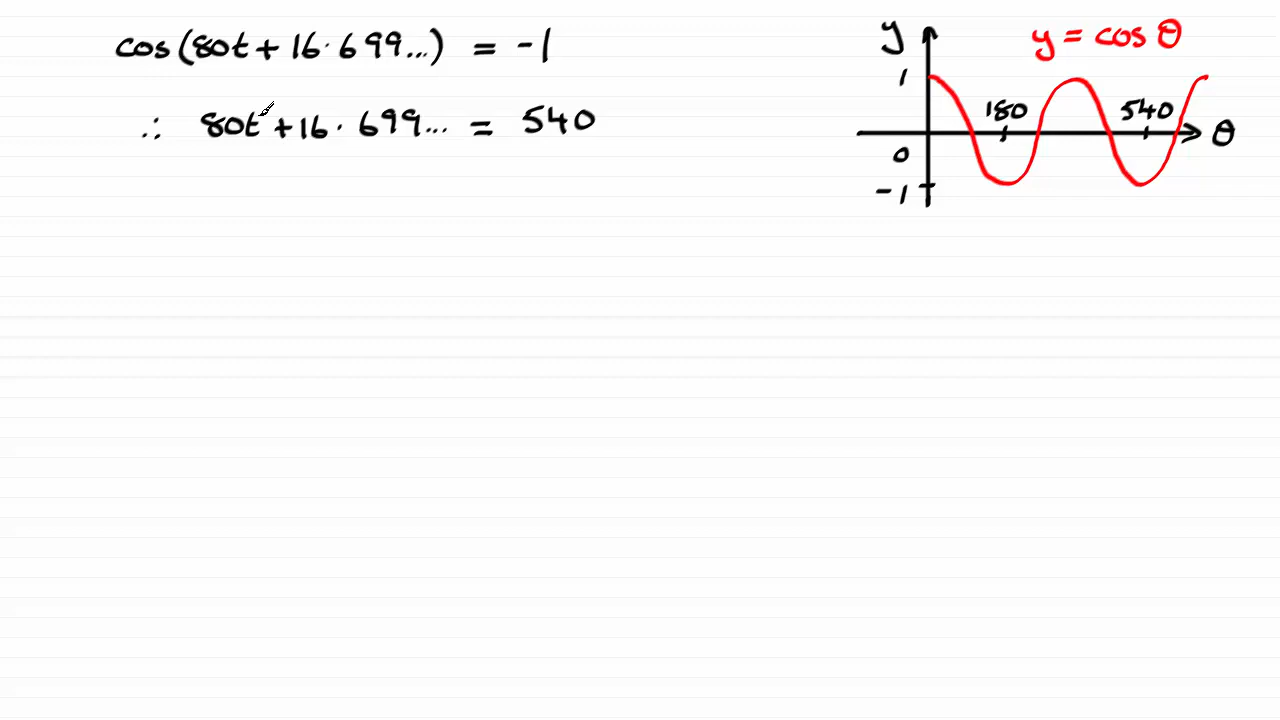 cos(80t + 16·699...) = -1
∴ 80t + 16·699... = 540
y
y = cos θ
1
180
540
θ
0
-1